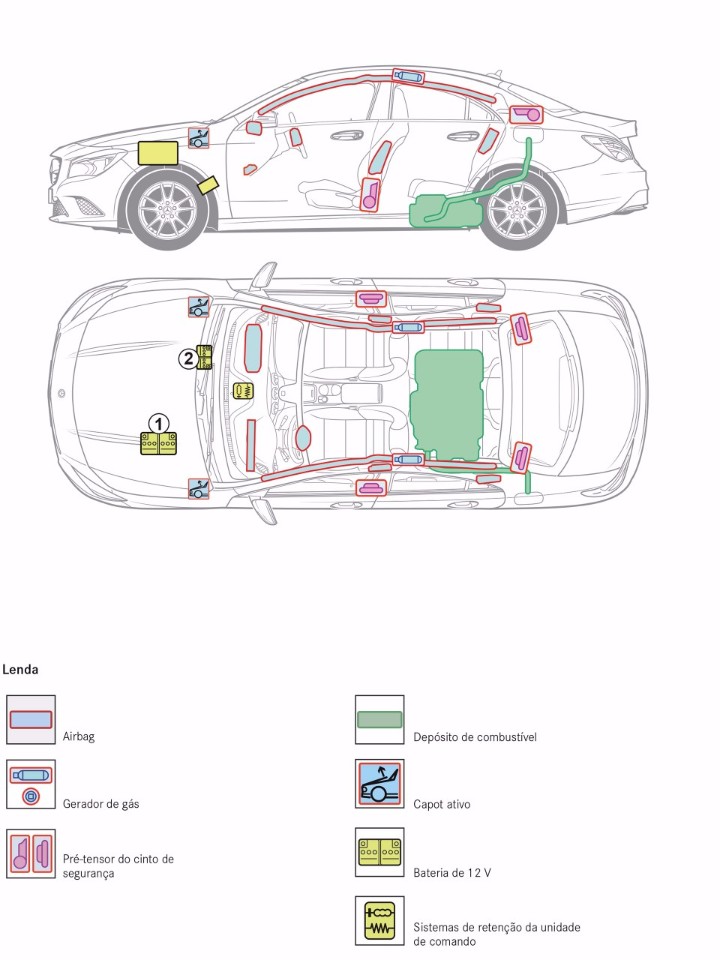 2
1
Lenda
Airbag
Depósito de combustível
Gerador de gás
Capot ativo
Pré-tensor do cinto de
segurança
Bateria de 12 V
Sistemas de retenção da unidade
de comando